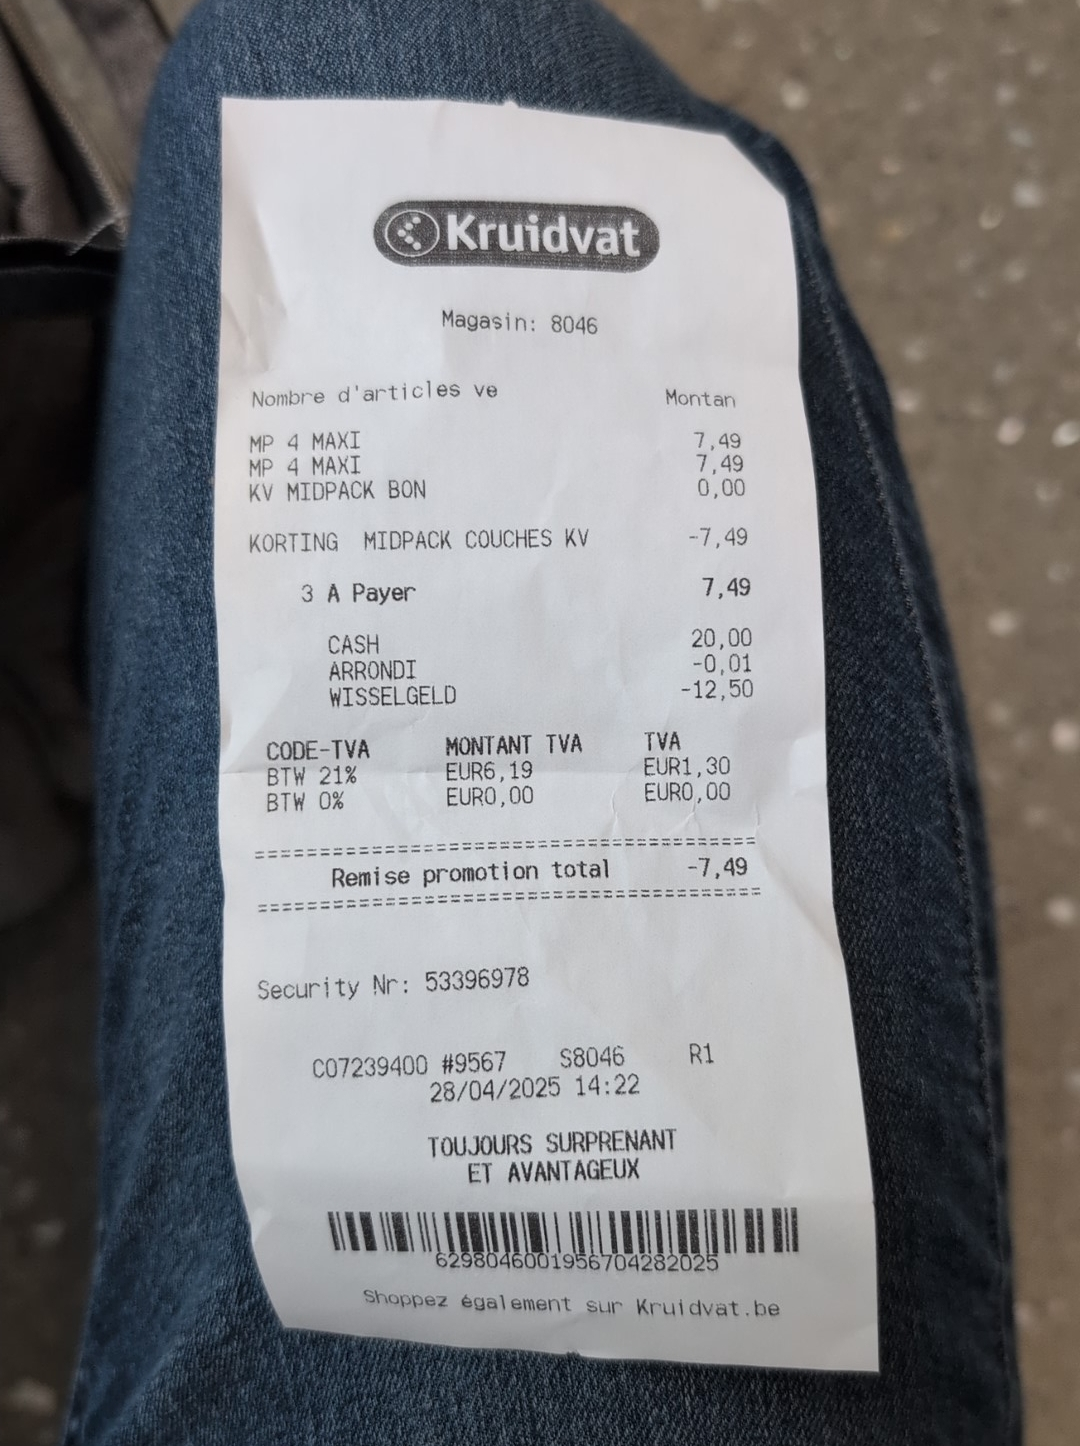 Kruidvat
Magasin: 8046
Nombre d'articles ve Montan
MP 4 MAXI 7,49
MP 4 MAXI 7,49
KV MIDPACK BON 0,00
KORTING MIDPACK COUCHES KV -7,49
3 A Payer 7,49
CASH 20,00
ARRONDI -0,01
WISSELGELD -12,50
CODE-TVA MONTANT TVA TVA
BTW 21% EUR6,19 EUR1,30
BTW 0% EUR0,00 EUR0,00
========================================
Remise promotion total -7,49
========================================
Security Nr: 53396978
C07239400 #9567 S8046 R1
28/04/2025 14:22
TOUJOURS SURPRENANT
ET AVANTAGEUX
6298046001956704282025
Shoppez également sur Kruidvat.be